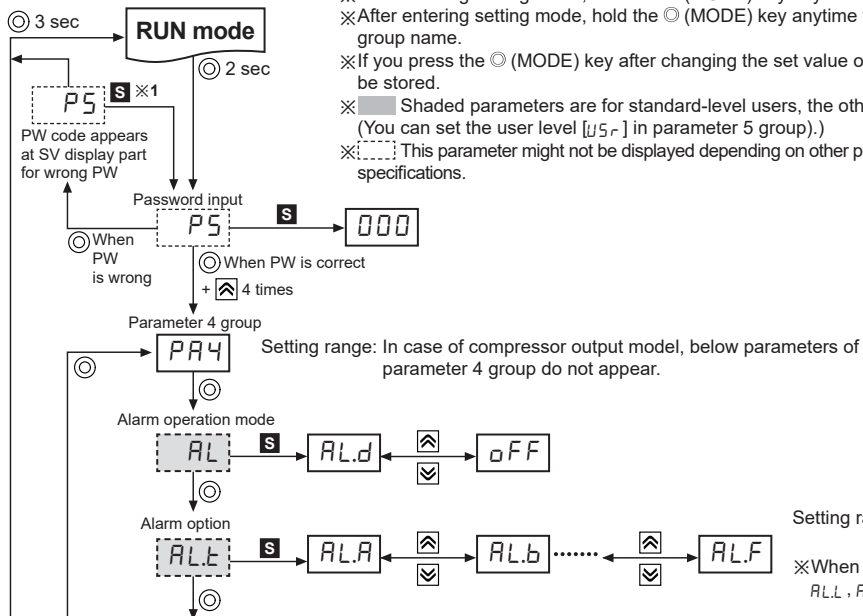 ◎ 3 sec
RUN mode
◎ 2 sec
※After entering setting mode, hold the ◎ (MODE) key anytime
group name.
※If you press the ◎ (MODE) key after changing the set value o
be stored.
※ Shaded parameters are for standard-level users, the oth
(You can set the user level [USr] in parameter 5 group).)
※ This parameter might not be displayed depending on other p
specifications.
PS
S ※1
PW code appears
at SV display part
for wrong PW
Password input
PS
S
000
◎ When
PW
is wrong
◎ When PW is correct
+ 4 times
Parameter 4 group
PA4
◎
Setting range: In case of compressor output model, below parameters of
parameter 4 group do not appear.
◎
Alarm operation mode
AL
S
AL.d
oFF
◎
Alarm option
AL.t
S
AL.A
AL.b
AL.F
◎
Setting r
※When
AL.L ,